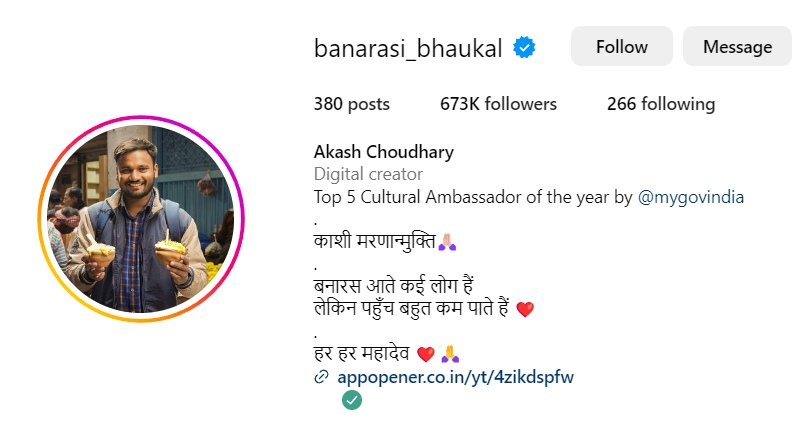 banarasi_bhaukal Follow Message
380 posts 673K followers 266 following
Akash Choudhary
Digital creator
Top 5 Cultural Ambassador of the year by @mygovindia
.
काशी मरणान्मुक्ति🙏🏻
.
बनारस आते कई लोग हैं
लेकिन पहुँच बहुत कम पाते हैं ♥️
.
हर हर महादेव ♥️ 🙏
appopener.co.in/yt/4zikdspfw